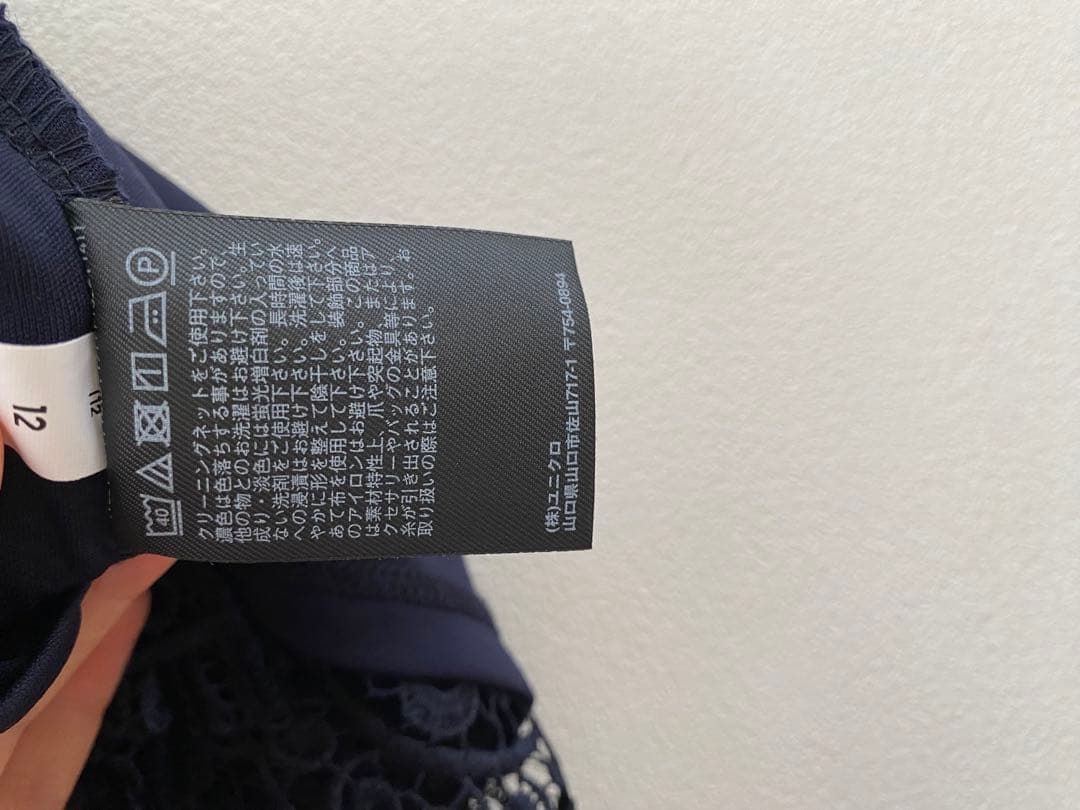 40
P
クリーニングネットをご使用下さい。
濃色は色落ちする事がありますので、
他の物とのお洗濯はお避け下さい。生
成り・淡色には蛍光増白剤の入ってい
ない洗剤をご使用下さい。長時間の水
への浸漬はお避け下さい。洗濯後は速
やかに形を整えて陰干しをして下さい。
あて布を使用して下さい。装飾部分へ
のアイロンはお避け下さい。この商品
は素材特性上、爪や突起物、またはア
クセサリーやバッグの金具等により、
糸が引き出されることがあります。お
取り扱いの際はご注意下さい。
(株)ユニクロ
山口県山口市佐山717-1 〒754-0894
12